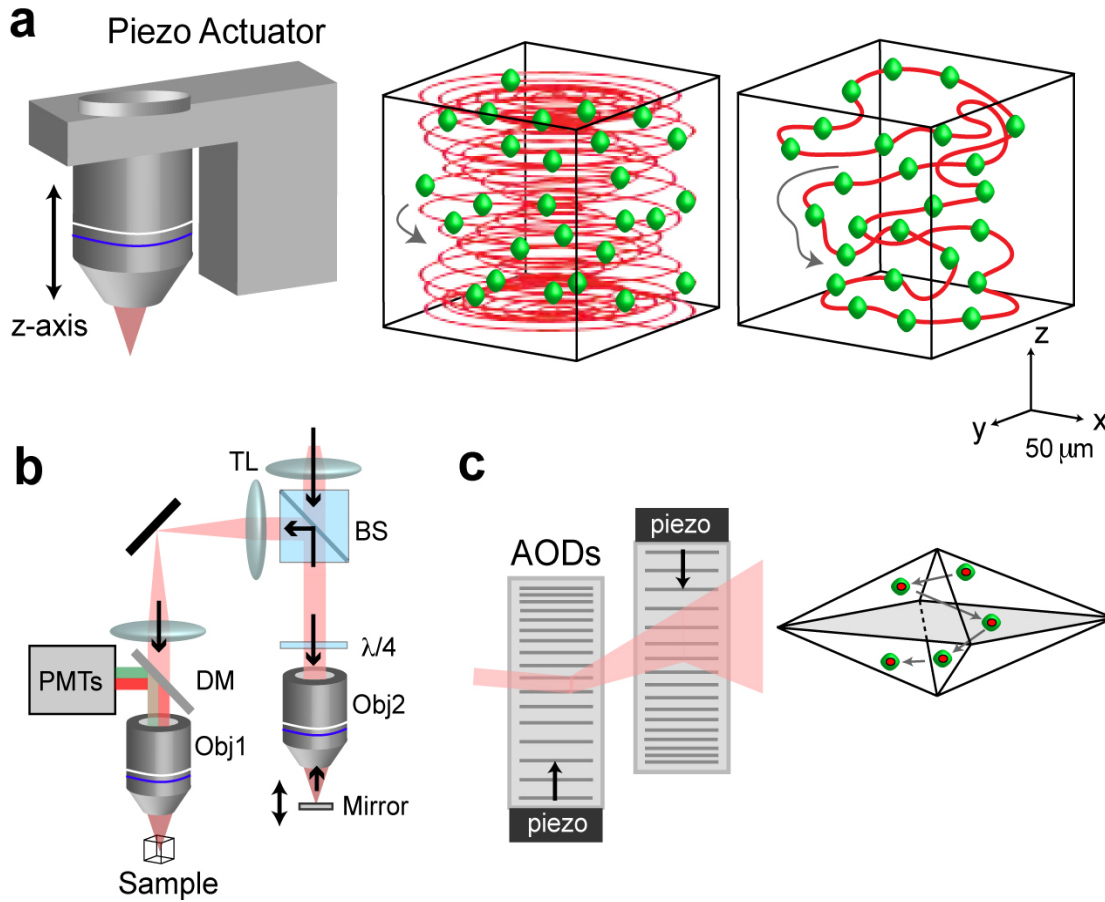 a
Piezo Actuator
z-axis
z
y
x
50 μm
b
TL
BS
λ/4
PMTs
DM
Obj2
Obj1
Mirror
Sample
c
AODs
piezo
piezo